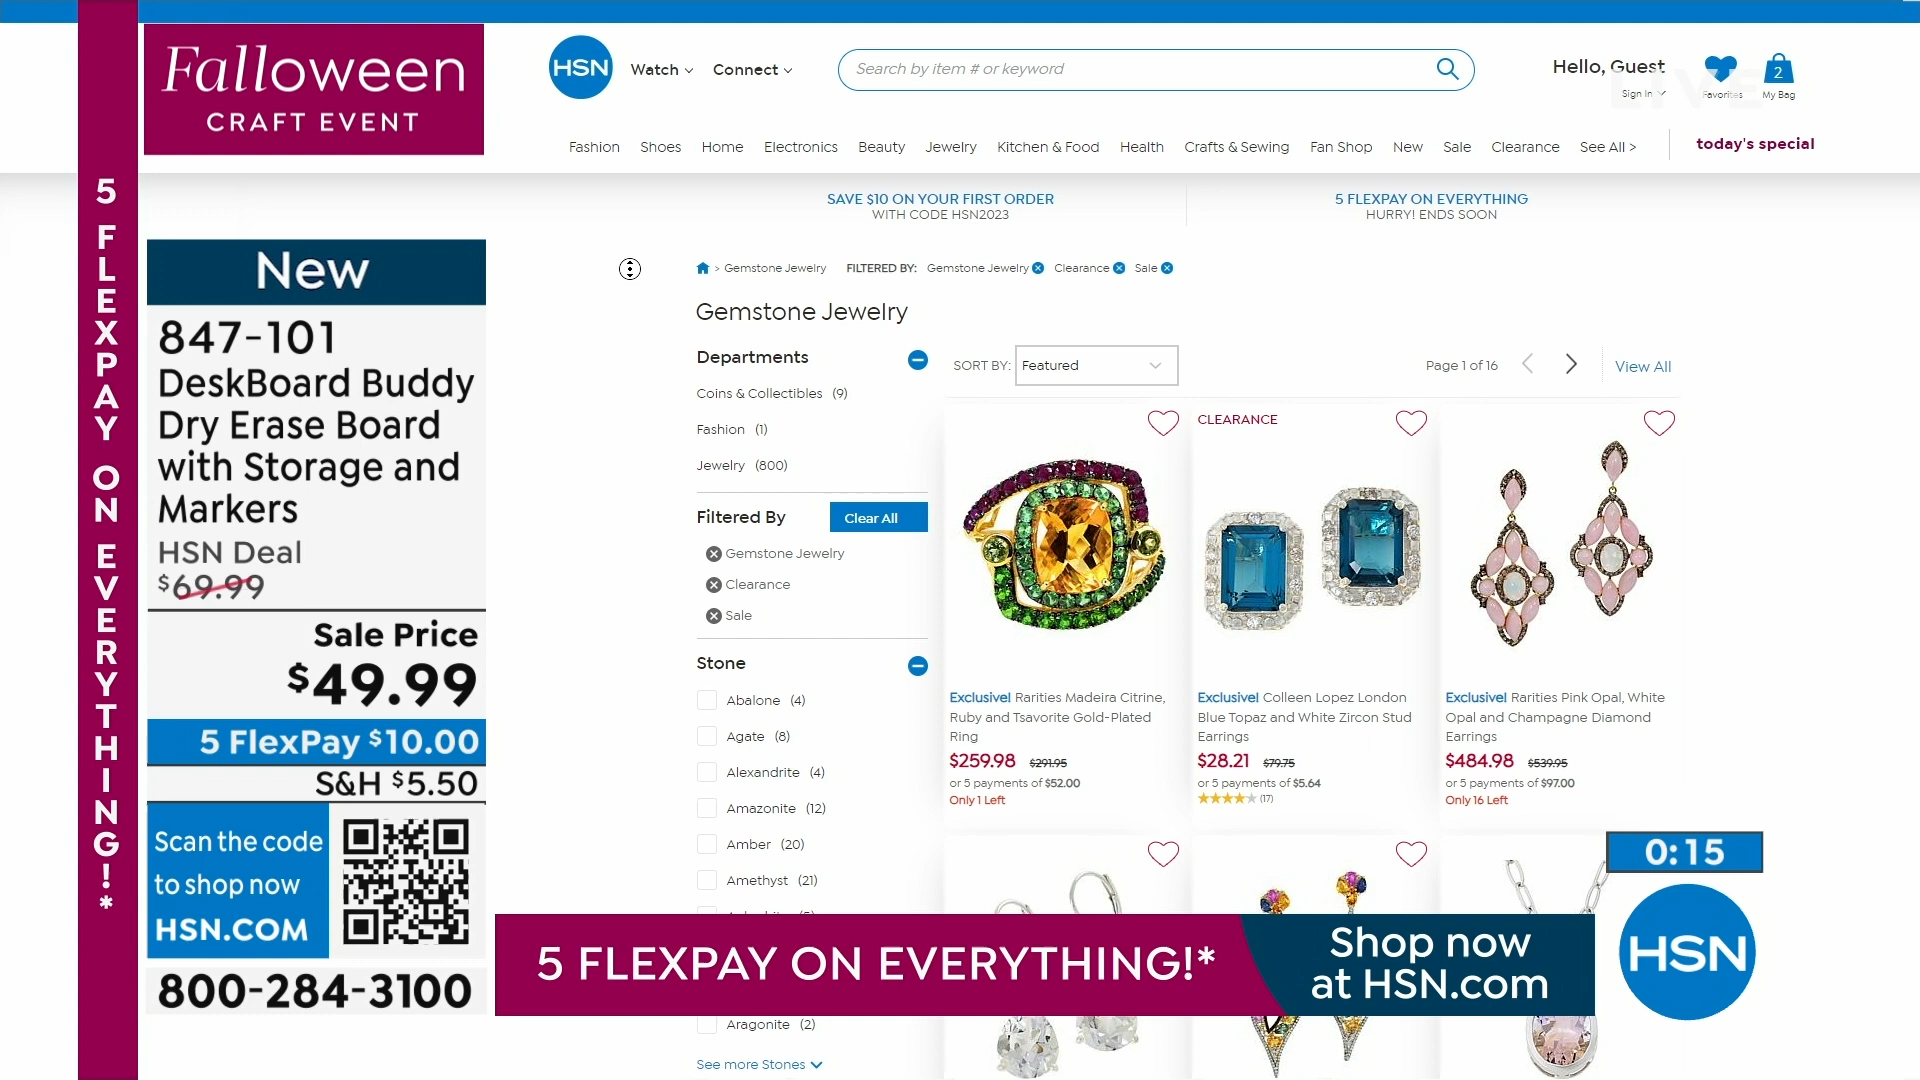 Falloween
CRAFT EVENT
5 FLEXPAY ON EVERYTHING!*
New
847-101
DeskBoard Buddy
Dry Erase Board
with Storage and
Markers
HSN Deal
$69.99
Sale Price
$49.99
5 FlexPay $10.00
S&H $5.50
Scan the code
to shop now
HSN.COM
800-284-3100
HSN
Watch
Connect
Search by item # or keyword
Hello, Guest
Sign In
Favorites
2
My Bag
LIVE
Fashion Shoes Home Electronics Beauty Jewelry Kitchen & Food Health Crafts & Sewing Fan Shop New Sale Clearance See All >
today's special
SAVE $10 ON YOUR FIRST ORDER
WITH CODE HSN2023
5 FLEXPAY ON EVERYTHING
HURRY! ENDS SOON
> Gemstone Jewelry FILTERED BY: Gemstone Jewelry Clearance Sale
Gemstone Jewelry
Departments
Coins & Collectibles (9)
Fashion (1)
Jewelry (800)
Filtered By
Clear All
Gemstone Jewelry
Clearance
Sale
Stone
Abalone (4)
Agate (8)
Alexandrite (4)
Amazonite (12)
Amber (20)
Amethyst (21)
Aragonite (2)
See more Stones
SORT BY: Featured
Page 1 of 16
View All
Exclusive! Rarities Madeira Citrine,
Ruby and Tsavorite Gold-Plated
Ring
$259.98 $291.95
or 5 payments of $52.00
Only 1 Left
CLEARANCE
Exclusive! Colleen Lopez London
Blue Topaz and White Zircon Stud
Earrings
$28.21 $79.75
or 5 payments of $5.64
(17)
Exclusive! Rarities Pink Opal, White
Opal and Champagne Diamond
Earrings
$484.98 $539.95
or 5 payments of $97.00
Only 16 Left
0:15
5 FLEXPAY ON EVERYTHING!*
Shop now
at HSN.com
HSN